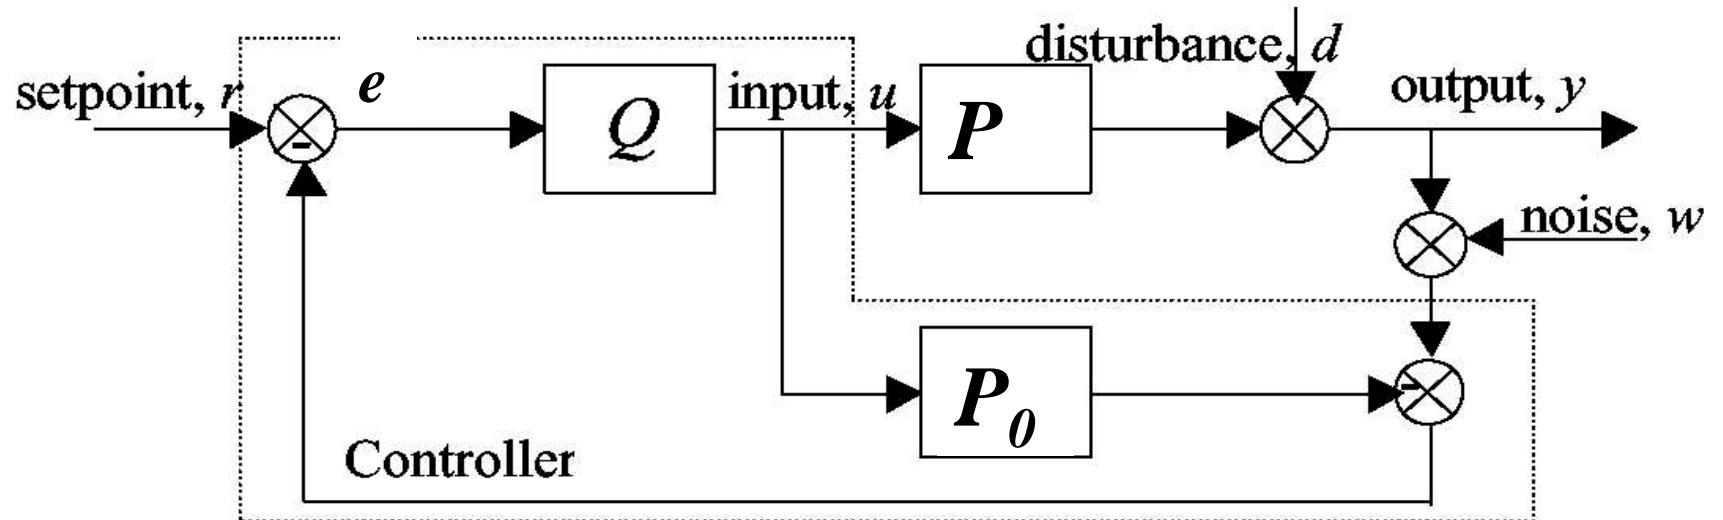 disturbance, d
setpoint, r
e
Q
input, u
P
output, y
-
noise, w
-
P0
Controller